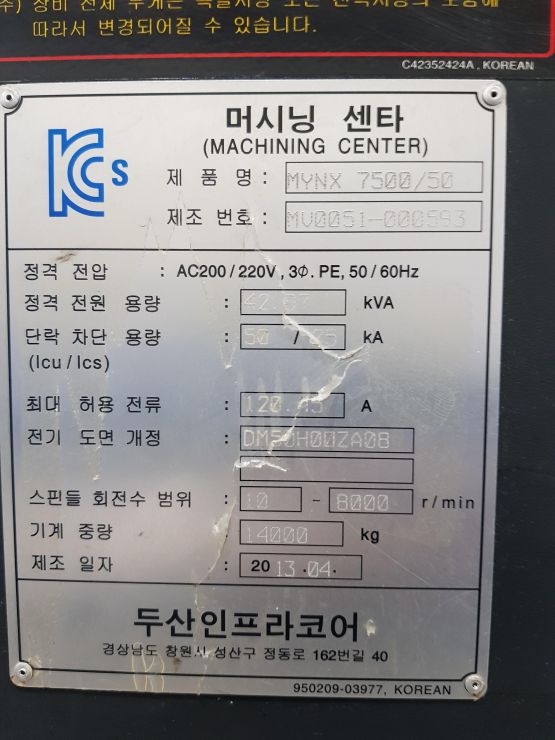 따라서 변경되어질 수 있습니다.
C42352424A, KOREAN
KCs
머시닝 센타
(MACHINING CENTER)
제 품 명 : MYNX 7500/50
제조 번호 : MV0051-000593
정격 전압 : AC200 / 220V , 3Φ. PE, 50 / 60Hz
정격 전원 용량 : kVA
단락 차단 용량 : 50 / kA
(Icu / Ics)
최대 허용 전류 : A
전기 도면 개정 : DM50H00ZA0B
스핀들 회전수 범위 : 10 ~ 8000 r/min
기계 중량 : 14000 kg
제조 일자 : 20 13 .04.
두산인프라코어
경상남도 창원시 성산구 정동로 162번길 40
950209-03977, KOREAN